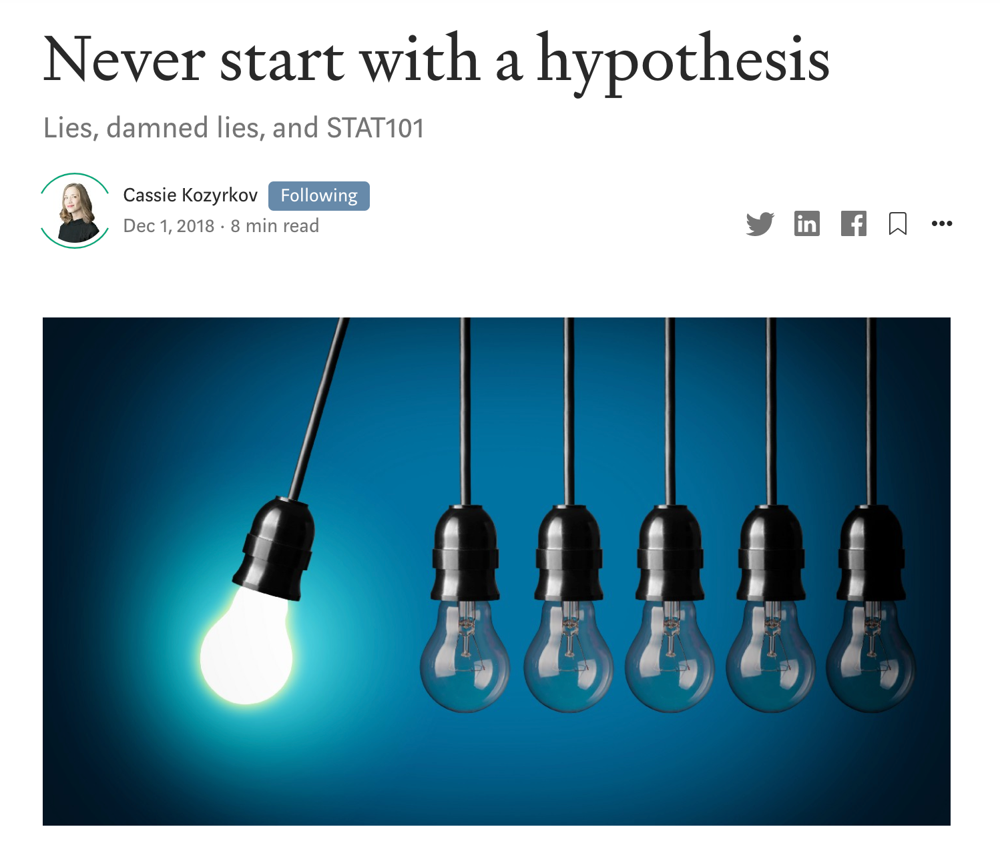 Never start with a hypothesis
Lies, damned lies, and STAT101
Cassie Kozyrkov Following
Dec 1, 2018 · 8 min read